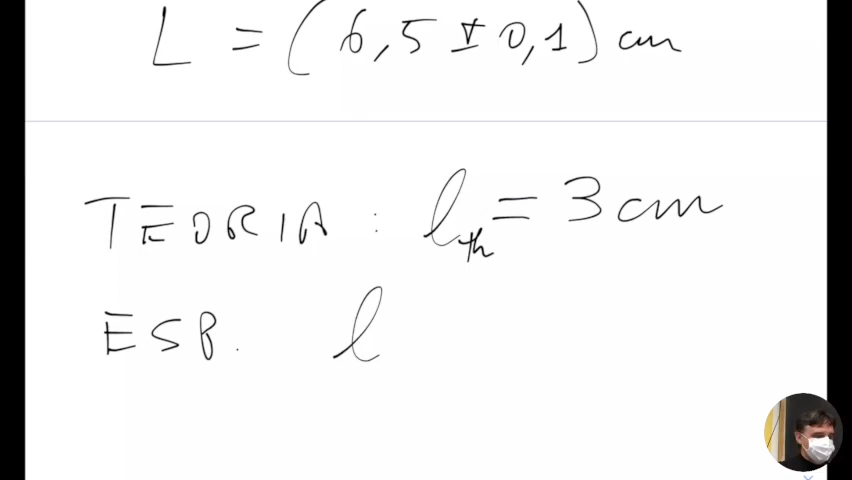 L = (6,5 ± 0,1) cm
TEORIA : l_th = 3 cm
ESP. l